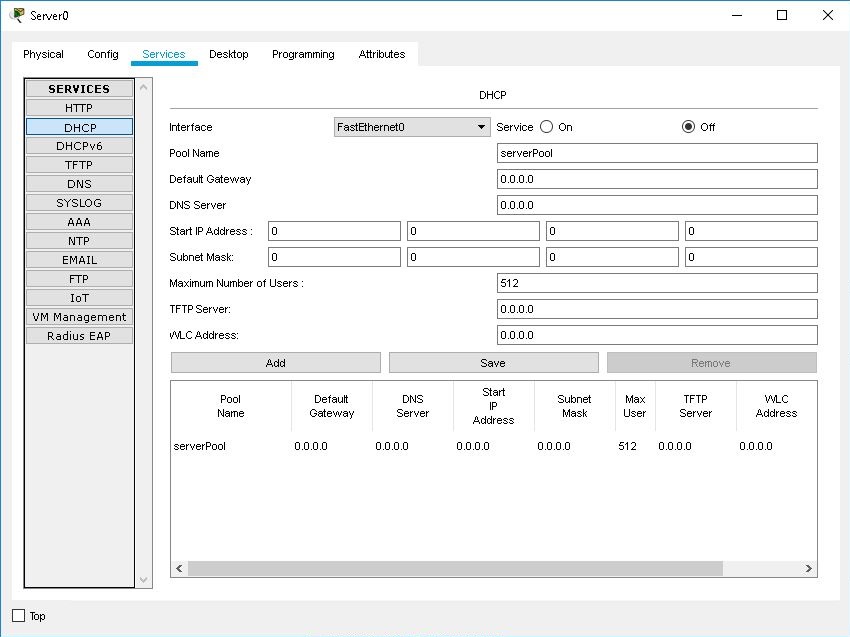 Server0
Physical Config Services Desktop Programming Attributes
SERVICES
HTTP
DHCP
DHCPv6
TFTP
DNS
SYSLOG
AAA
NTP
EMAIL
FTP
IoT
VM Management
Radius EAP
DHCP
Interface FastEthernet0 Service On Off
Pool Name serverPool
Default Gateway 0.0.0.0
DNS Server 0.0.0.0
Start IP Address : 0 0 0 0
Subnet Mask: 0 0 0 0
Maximum Number of Users : 512
TFTP Server: 0.0.0.0
WLC Address: 0.0.0.0
Add Save Remove
Pool Name Default Gateway DNS Server Start IP Address Subnet Mask Max User TFTP Server WLC Address
serverPool 0.0.0.0 0.0.0.0 0.0.0.0 0.0.0.0 512 0.0.0.0 0.0.0.0
Top